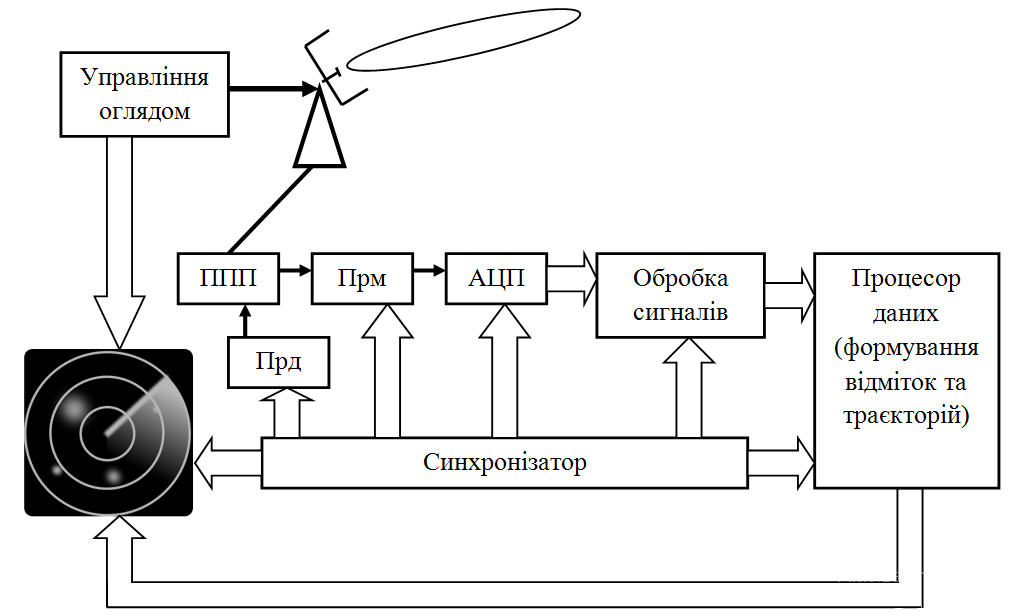 Управління
оглядом
ППП
Прм
АЦП
Обробка
сигналів
Процесор
даних
(формування
відміток та
траєкторій)
Прд
Синхронізатор